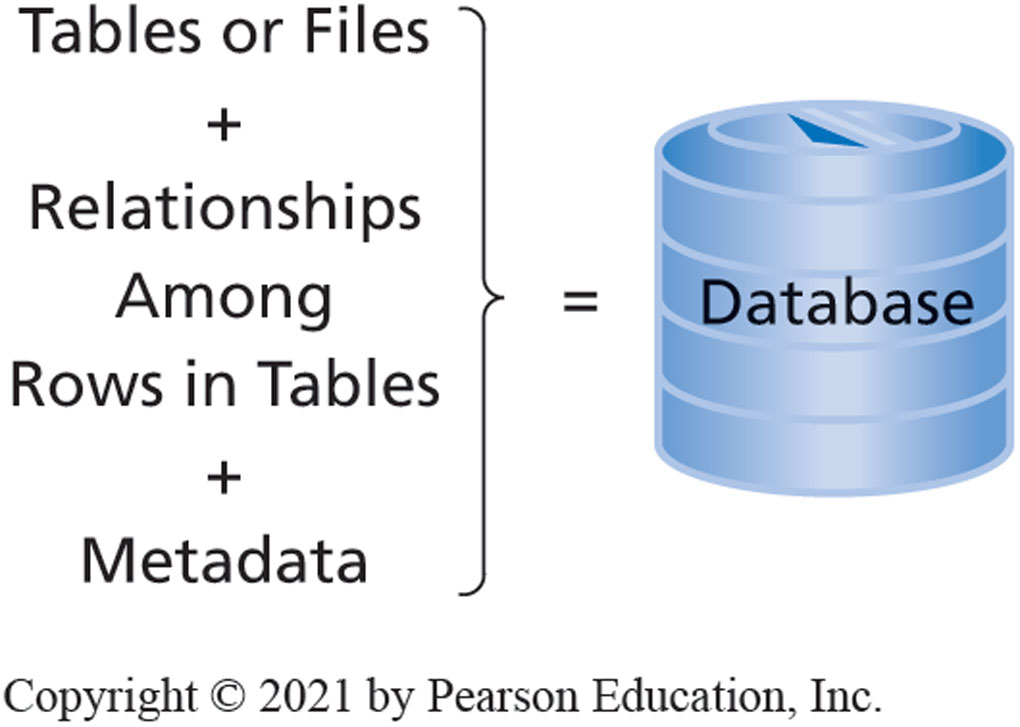 Tables or Files
+
Relationships
Among
Rows in Tables
+
Metadata
=
Database
Copyright © 2021 by Pearson Education, Inc.